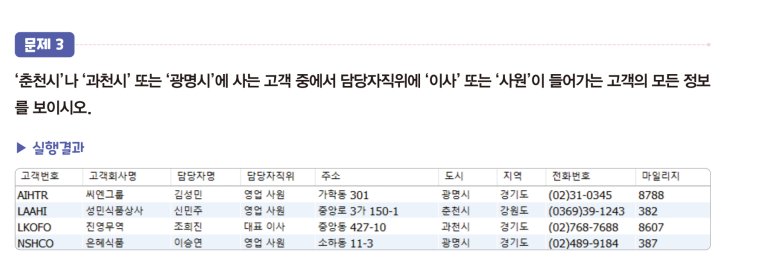 문제 3
‘춘천시’나 ‘과천시’ 또는 ‘광명시’에 사는 고객 중에서 담당자직위에 ‘이사’ 또는 ‘사원’이 들어가는 고객의 모든 정보
를 보이시오.
▶ 실행결과
고객번호 고객회사명 담당자명 담당자직위 주소 도시 지역 전화번호 마일리지
AIHTR 씨엔그룹 김성민 영업 사원 가학동 301 광명시 경기도 (02)31-0345 8788
LAAHI 성민식품상사 신민주 영업 사원 중앙로 3가 150-1 춘천시 강원도 (0369)39-1243 382
LKOFO 진영무역 조희진 대표 이사 중앙동 427-10 과천시 경기도 (02)768-7688 8607
NSHCO 은혜식품 이승연 영업 사원 소하동 11-3 광명시 경기도 (02)489-9184 387